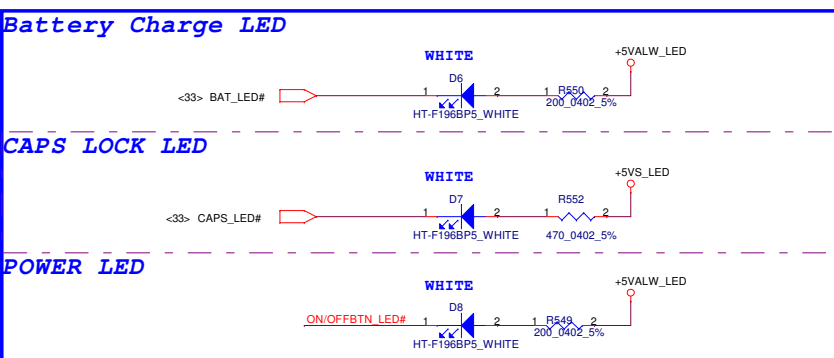 Battery Charge LED
+5VALW_LED
WHITE
D6
<33> BAT_LED#
1
2
1
R550
2
200_0402_5%
HT-F196BP5_WHITE
CAPS LOCK LED
+5VS_LED
WHITE
D7
R552
<33> CAPS_LED#
1
2
1
2
HT-F196BP5_WHITE
470_0402_5%
POWER LED
+5VALW_LED
WHITE
D8
ON/OFFBTN_LED#
1
2
1
R549
2
200_0402_5%
HT-F196BP5_WHITE